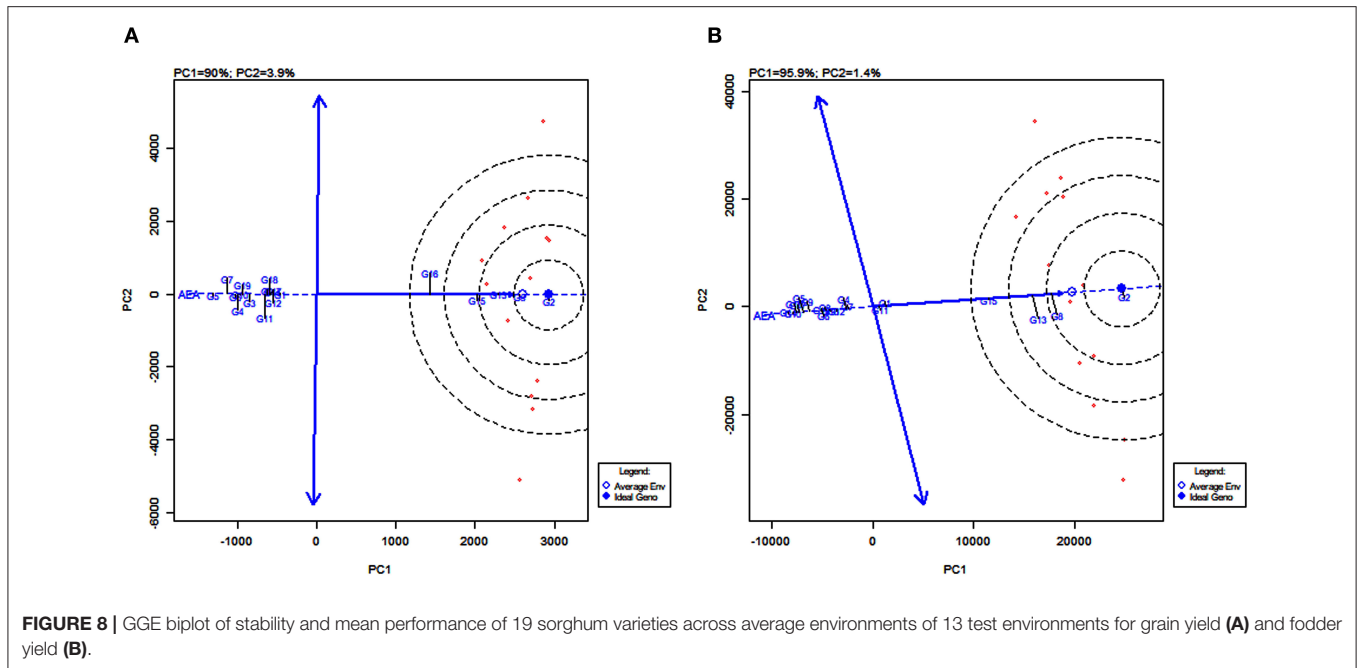 A
PC1=90%; PC2=3.9%
PC2
4000
2000
0
-2000
-4000
-6000
AEA
G5
G7
G19
G4
G3
G18
G12
G11
G16
G15
G2
-1000
0
1000
2000
3000
PC1
Legend:
Average Env
Ideal Geno
B
PC1=95.9%; PC2=1.4%
PC2
40000
20000
0
-20000
AEA
G5
G4
G11
G15
G13
G8
G2
-10000
0
10000
20000
PC1
Legend:
Average Env
Ideal Geno
FIGURE 8 | GGE biplot of stability and mean performance of 19 sorghum varieties across average environments of 13 test environments for grain yield (A) and fodder
yield (B).